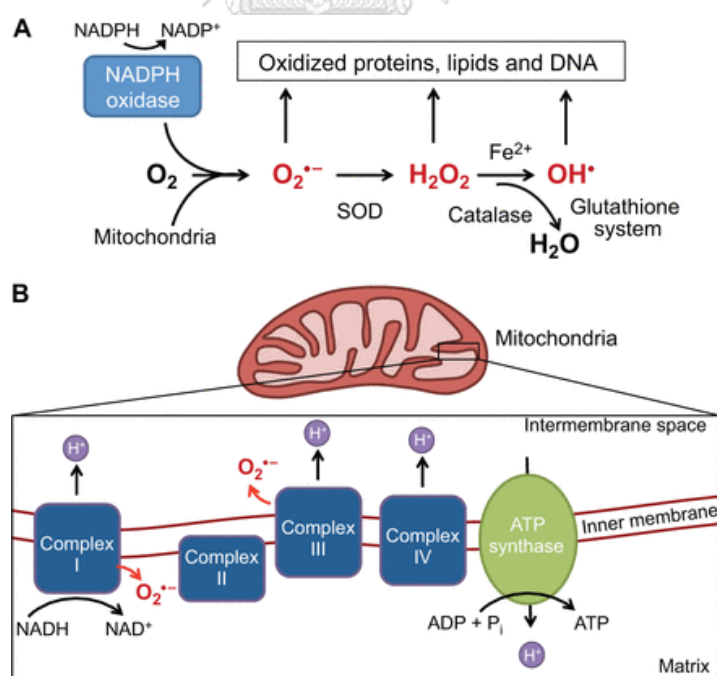 A
NADPH NADP⁺
NADPH
oxidase
Oxidized proteins, lipids and DNA
O₂ O₂•⁻ H₂O₂ Fe²⁺ OH•
SOD
Catalase
Glutathione
system
Mitochondria
H₂O
B
Mitochondria
Intermembrane space
H⁺ H⁺ H⁺
O₂•⁻
Complex
I
Complex
II
Complex
III
Complex
IV
ATP
synthase
Inner membrane
O₂•⁻
NADH NAD⁺
ADP + Pᵢ ATP
H⁺
Matrix